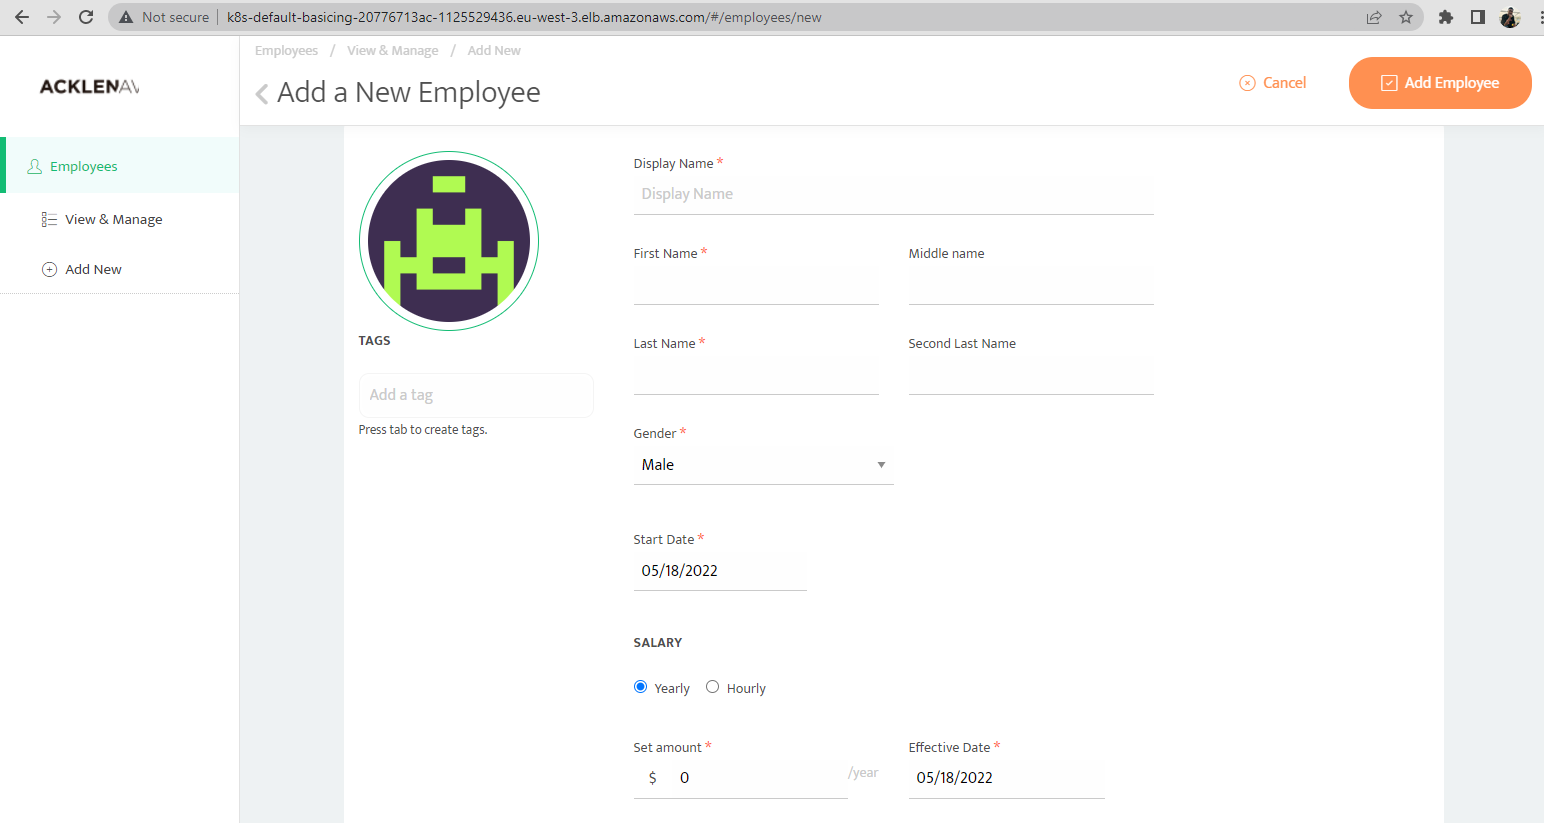 Not secure | k8s-default-basicing-20776713ac-1125529436.eu-west-3.elb.amazonaws.com/#/employees/new
ACKLENAV
Employees / View & Manage / Add New
Add a New Employee
Cancel
Add Employee
Employees
View & Manage
Add New
TAGS
Add a tag
Press tab to create tags.
Display Name *
Display Name
First Name *
Middle name
Last Name *
Second Last Name
Gender *
Male
Start Date *
05/18/2022
SALARY
Yearly
Hourly
Set amount *
$ 0 /year
Effective Date *
05/18/2022